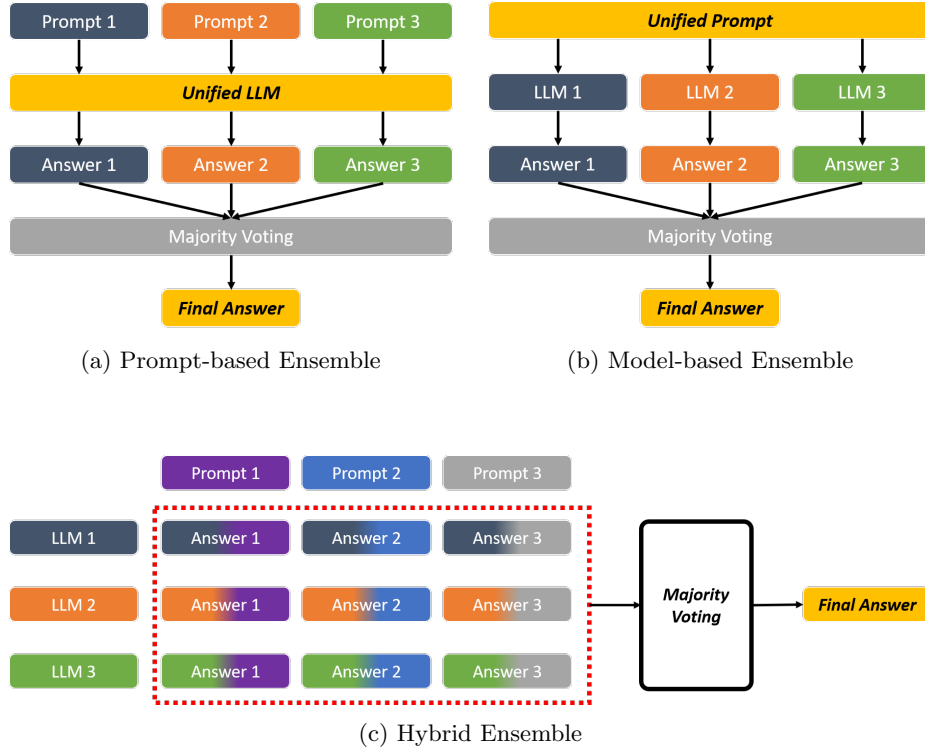 Prompt 1 Prompt 2 Prompt 3
Unified LLM
Answer 1 Answer 2 Answer 3
Majority Voting
Final Answer
(a) Prompt-based Ensemble
Unified Prompt
LLM 1 LLM 2 LLM 3
Answer 1 Answer 2 Answer 3
Majority Voting
Final Answer
(b) Model-based Ensemble
Prompt 1 Prompt 2 Prompt 3
LLM 1 Answer 1 Answer 2 Answer 3
LLM 2 Answer 1 Answer 2 Answer 3
LLM 3 Answer 1 Answer 2 Answer 3
Majority
Voting
Final Answer
(c) Hybrid Ensemble